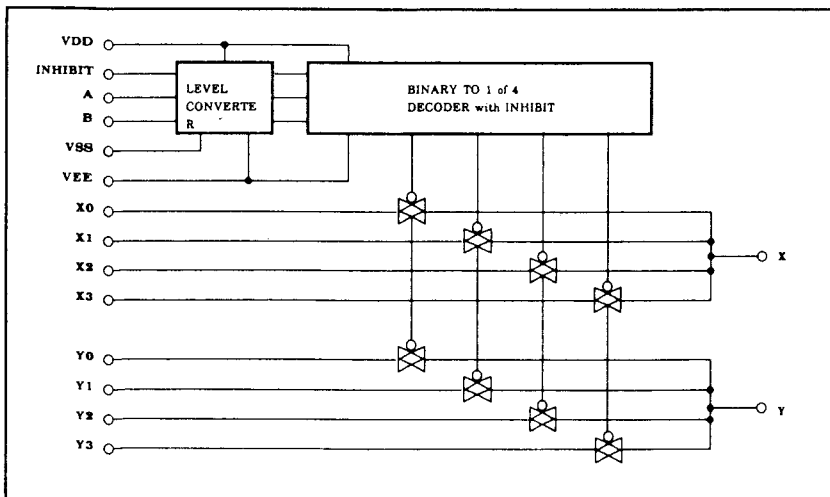 VDD
INHIBIT
A
B
VSS
VEE
X0
X1
X2
X3
Y0
Y1
Y2
Y3
LEVEL
CONVERTE
R
BINARY TO 1 of 4
DECODER with INHIBIT
X
Y